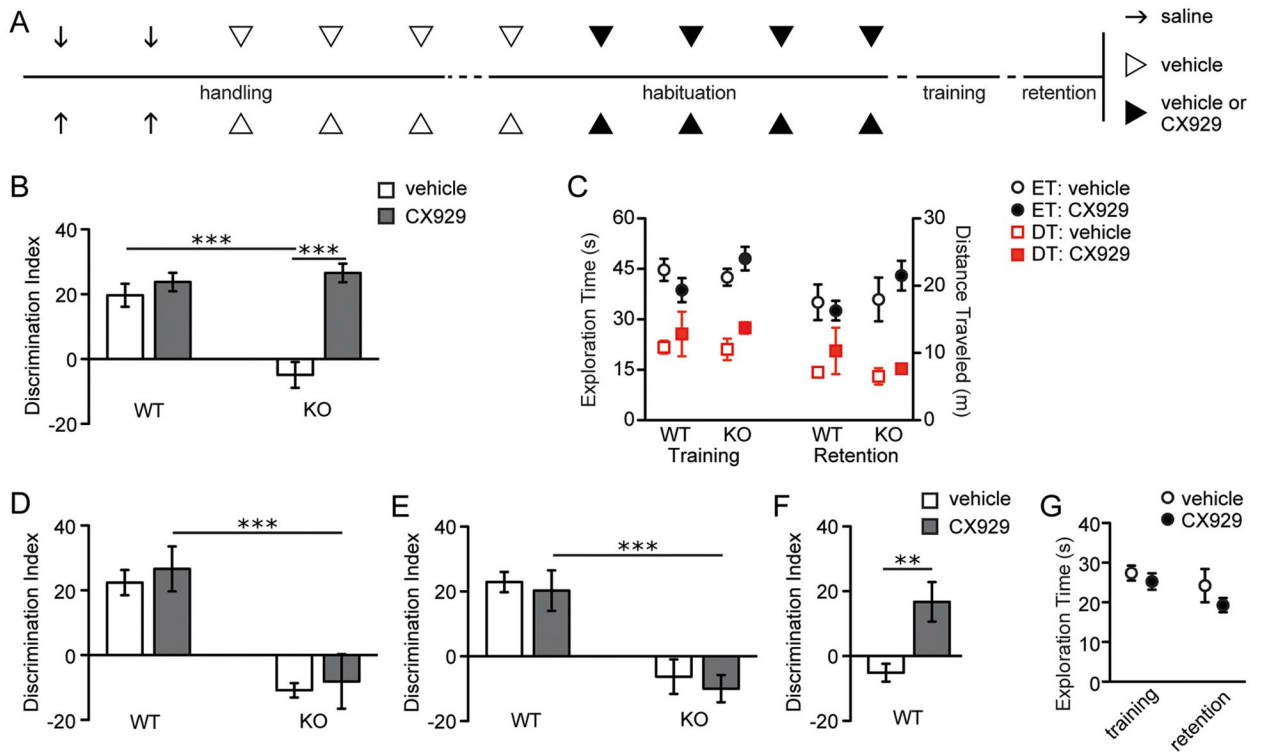 A
handling
habituation
training
retention
saline
vehicle
vehicle or
CX929
B
vehicle
CX929
Discrimination Index
40
20
0
-20
***
***
WT
KO
C
ET: vehicle
ET: CX929
DT: vehicle
DT: CX929
Exploration Time (s)
60
45
30
15
0
Distance Traveled (m)
30
20
10
0
WT
KO
WT
KO
Training
Retention
D
Discrimination Index
40
20
0
-20
***
WT
KO
E
Discrimination Index
40
20
0
-20
***
WT
KO
F
vehicle
CX929
Discrimination Index
40
20
0
-20
**
WT
G
vehicle
CX929
Exploration Time (s)
40
30
20
10
0
training
retention